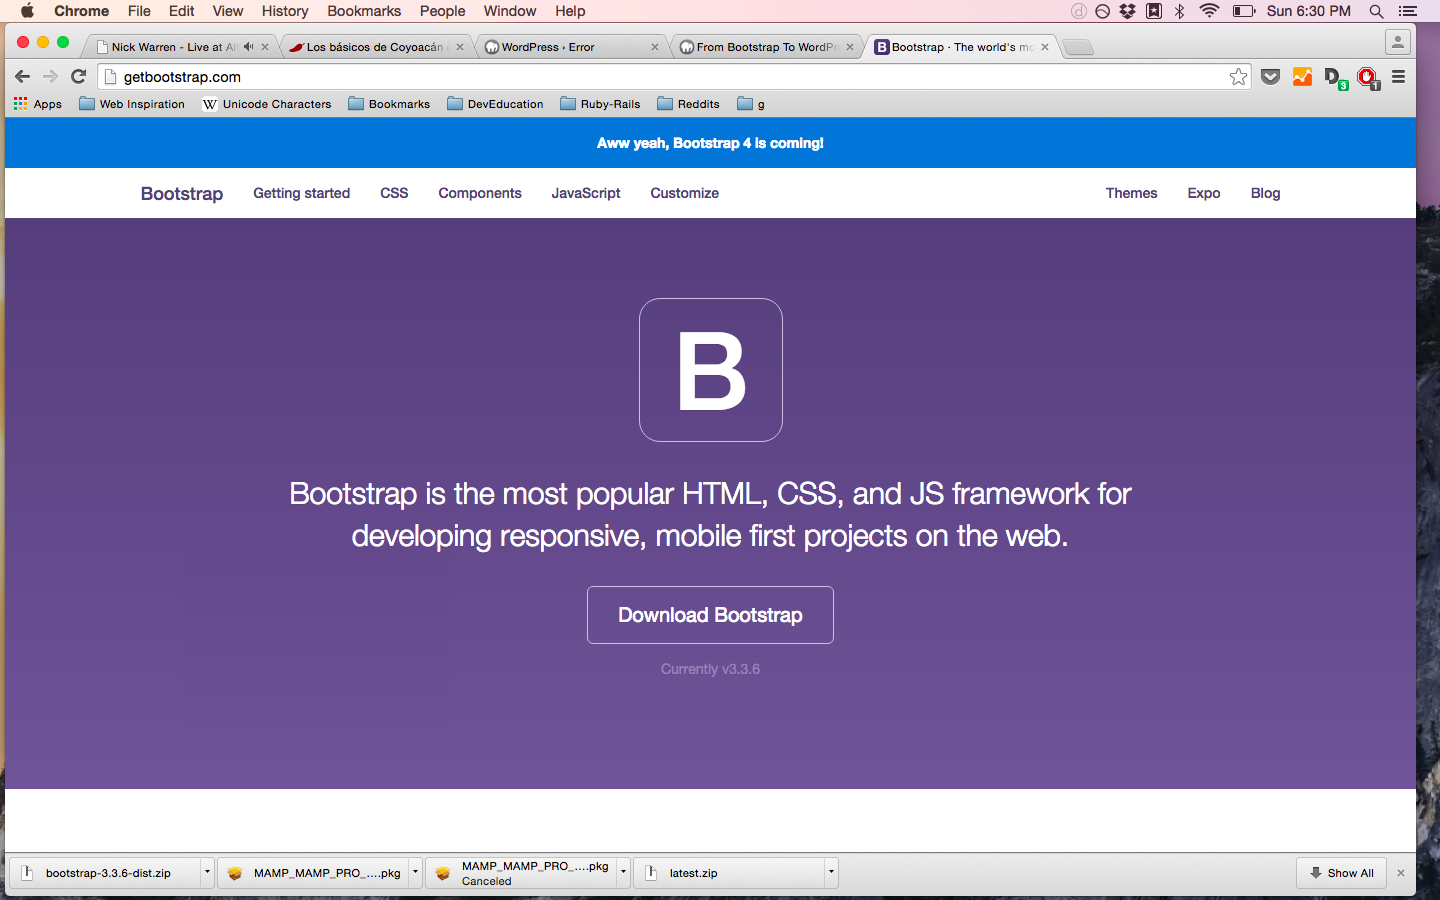 Chrome File Edit View History Bookmarks People Window Help Sun 6:30 PM
Nick Warren - Live at Al Los básicos de Coyoacán WordPress › Error From Bootstrap To WordPr Bootstrap · The world's mo
getbootstrap.com
3 1
Apps Web Inspiration W Unicode Characters Bookmarks DevEducation Ruby-Rails Reddits g
Aww yeah, Bootstrap 4 is coming!
Bootstrap Getting started CSS Components JavaScript Customize Themes Expo Blog
B
Bootstrap is the most popular HTML, CSS, and JS framework for
developing responsive, mobile first projects on the web.
Download Bootstrap
Currently v3.3.6
bootstrap-3.3.6-dist.zip MAMP_MAMP_PRO_....pkg MAMP_MAMP_PRO_....pkg latest.zip Show All
Canceled